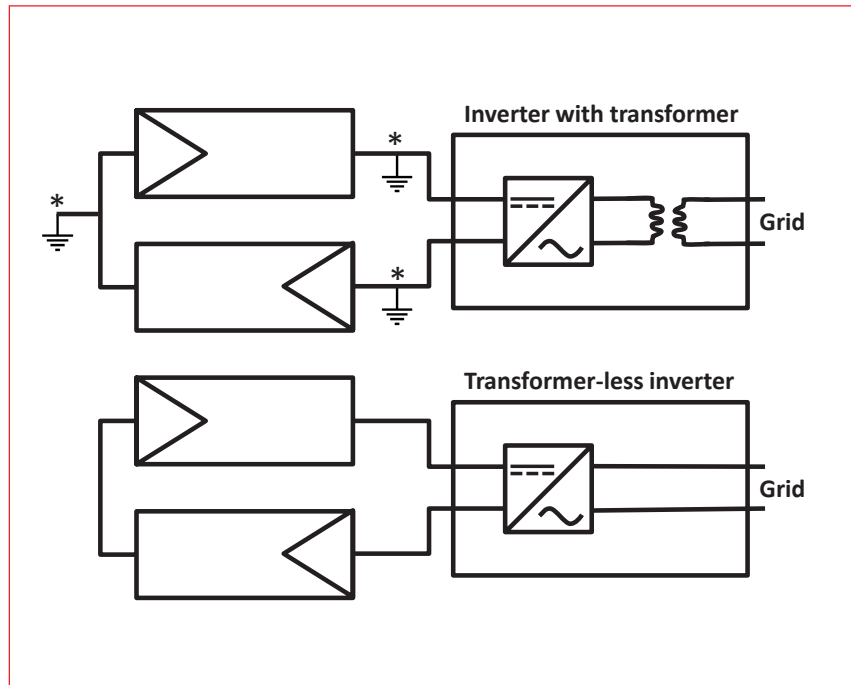 Inverter with transformer
*
*
Grid
*
Transformer-less inverter
Grid